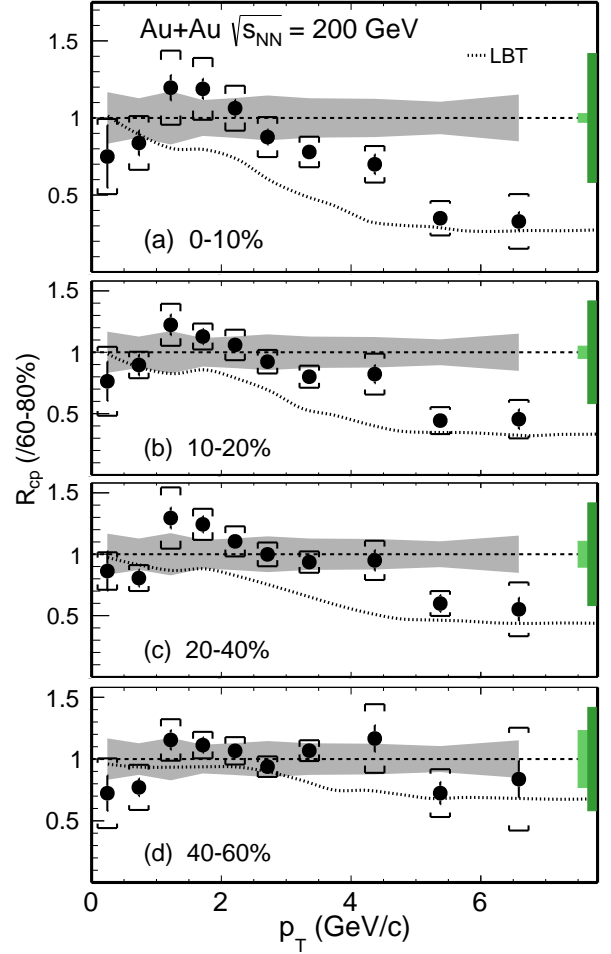 Au+Au √sNN = 200 GeV
LBT
1.5
1
0.5
(a) 0-10%
1.5
1
0.5
(b) 10-20%
1.5
1
0.5
(c) 20-40%
1.5
1
0.5
(d) 40-60%
Rcp (/60-80%)
0 2 4 6
pT (GeV/c)